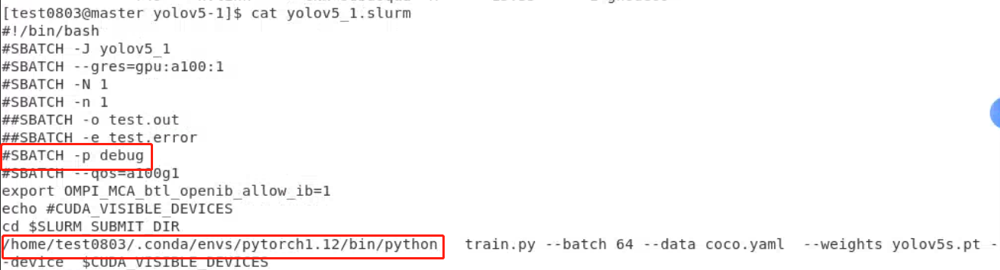 [test0803@master yolov5-1]$ cat yolov5_1.slurm
#!/bin/bash
#SBATCH -J yolov5_1
#SBATCH --gres=gpu:a100:1
#SBATCH -N 1
#SBATCH -n 1
##SBATCH -o test.out
##SBATCH -e test.error
#SBATCH -p debug
#SBATCH --qos=a100g1
export OMPI_MCA_btl_openib_allow_ib=1
echo #CUDA_VISIBLE_DEVICES
cd $SLURM_SUBMIT_DIR
/home/test0803/.conda/envs/pytorch1.12/bin/python   train.py --batch 64 --data coco.yaml  --weights yolov5s.pt -
-device  $CUDA_VISIBLE_DEVICES